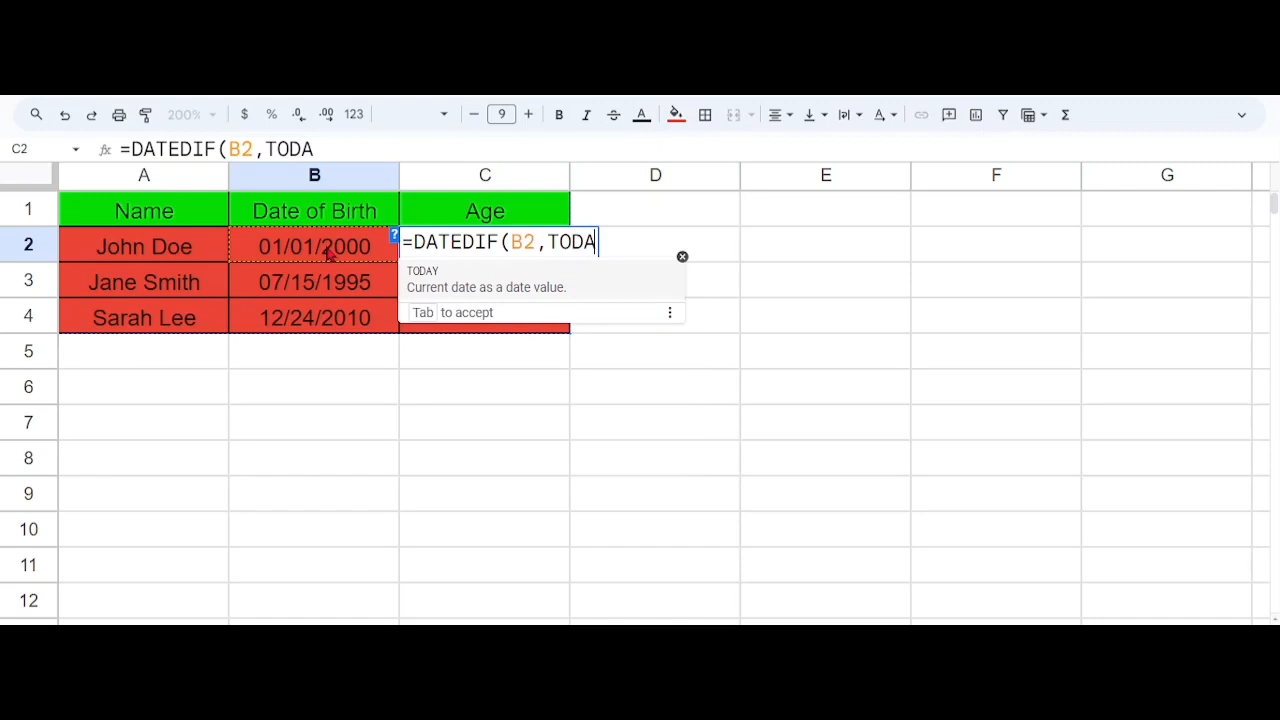 200% $ % .0 .00 123 9 B I A A Σ
C2 fx =DATEDIF(B2,TODA
A B C D E F G
1 Name Date of Birth Age
2 John Doe 01/01/2000 ? =DATEDIF(B2,TODA
TODAY
Current date as a date value.
Tab to accept
3 Jane Smith 07/15/1995
4 Sarah Lee 12/24/2010
5
6
7
8
9
10
11
12